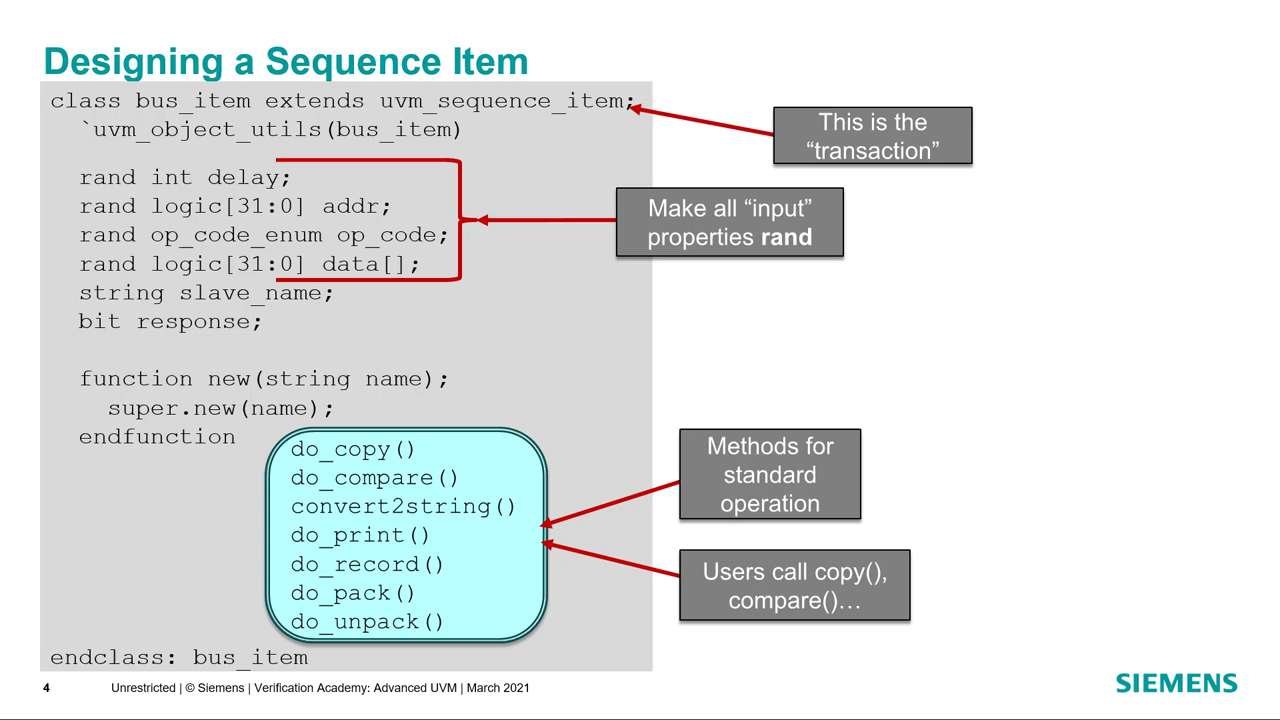 Designing a Sequence Item
class bus_item extends uvm_sequence_item;
`uvm_object_utils(bus_item)
rand int delay;
rand logic[31:0] addr;
rand op_code_enum op_code;
rand logic[31:0] data[];
string slave_name;
bit response;
function new(string name);
super.new(name);
endfunction
do_copy()
do_compare()
convert2string()
do_print()
do_record()
do_pack()
do_unpack()
endclass: bus_item
This is the
“transaction”
Make all “input”
properties rand
Methods for
standard
operation
Users call copy(),
compare()…
4
Unrestricted | © Siemens | Verification Academy: Advanced UVM | March 2021
SIEMENS